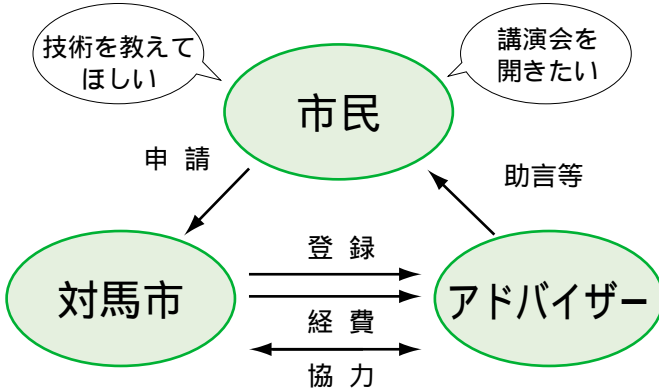 技術を教えて
ほしい
講演会を
開きたい
市民
申 請
助言等
登 録
対馬市
アドバイザー
経 費
協 力